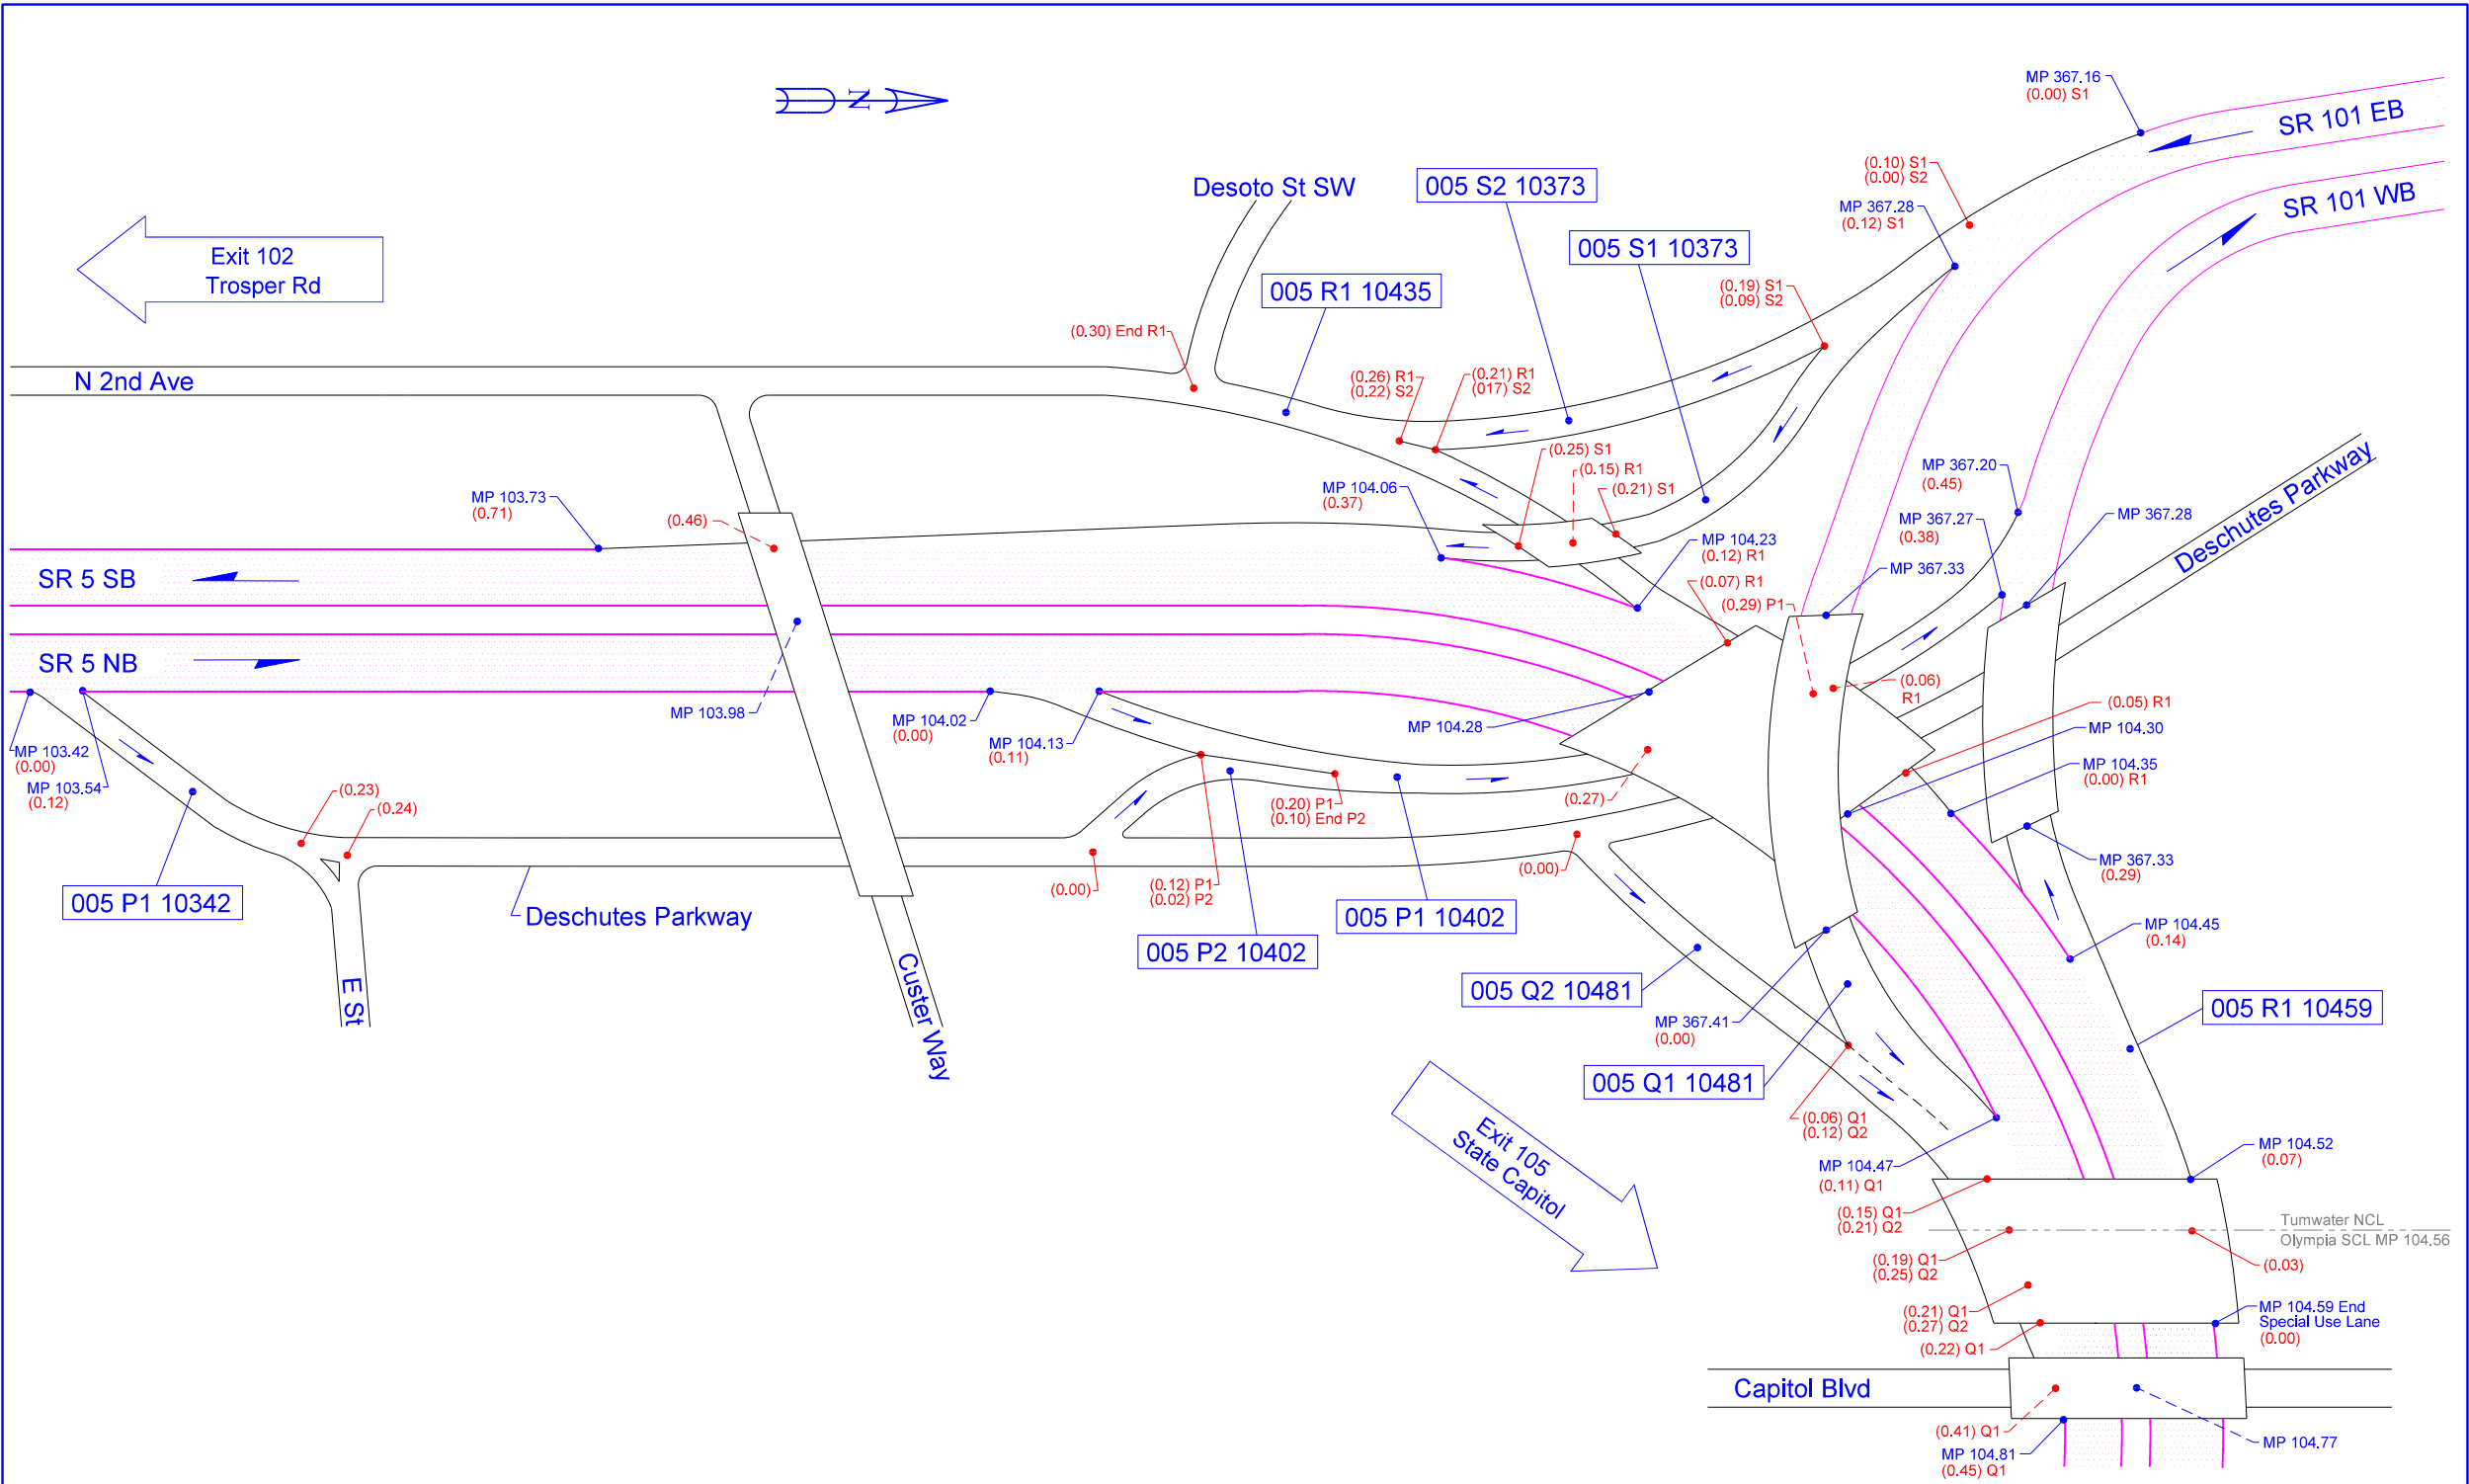 N
MP 367.16
(0.00) S1
SR 101 EB
SR 101 WB
(0.10) S1
(0.00) S2
MP 367.28
(0.12) S1
Desoto St SW
005 S2 10373
005 S1 10373
Exit 102
Trosper Rd
005 R1 10435
(0.19) S1
(0.09) S2
(0.30) End R1
N 2nd Ave
(0.26) R1
(0.22) S2
(0.21) R1
(017) S2
(0.25) S1
(0.15) R1
(0.21) S1
MP 103.73
(0.71)
(0.46)
MP 104.06
(0.37)
MP 367.20
(0.45)
MP 367.27
(0.38)
MP 367.28
Deschutes Parkway
MP 104.23
(0.12) R1
MP 367.33
(0.07) R1
(0.29) P1
SR 5 SB
SR 5 NB
(0.06)
R1
(0.05) R1
MP 104.30
MP 104.35
(0.00) R1
MP 103.98
MP 104.02
(0.00)
MP 104.13
(0.11)
MP 104.28
MP 103.42
(0.00)
MP 103.54
(0.12)
(0.23)
(0.24)
(0.20) P1
(0.10) End P2
(0.27)
005 P1 10342
Deschutes Parkway
(0.00)
(0.12) P1
(0.02) P2
(0.00)
005 P1 10402
005 P2 10402
MP 367.33
(0.29)
MP 104.45
(0.14)
E St
Custer Way
005 Q2 10481
MP 367.41
(0.00)
005 R1 10459
005 Q1 10481
(0.06) Q1
(0.12) Q2
Exit 105
State Capitol
MP 104.47
(0.11) Q1
MP 104.52
(0.07)
(0.15) Q1
(0.21) Q2
Tumwater NCL
Olympia SCL MP 104.56
(0.19) Q1
(0.25) Q2
(0.03)
(0.21) Q1
(0.27) Q2
MP 104.59 End
Special Use Lane
(0.00)
(0.22) Q1
Capitol Blvd
(0.41) Q1
MP 104.81
(0.45) Q1
MP 104.77